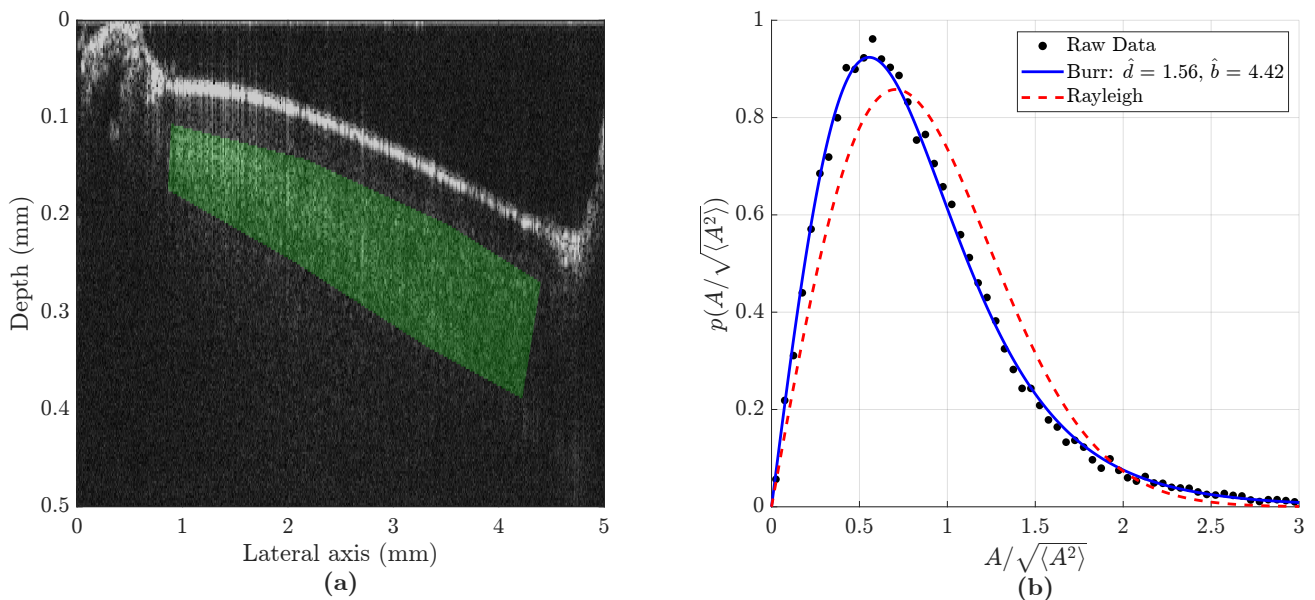 0
0.1
0.2
0.3
0.4
0.5
Depth (mm)
0 1 2 3 4 5
Lateral axis (mm)
(a)
1
0.8
0.6
0.4
0.2
0
p(A/√⟨A²⟩)
Raw Data
Burr: d̂ = 1.56, b̂ = 4.42
Rayleigh
0 0.5 1 1.5 2 2.5 3
A/√⟨A²⟩
(b)